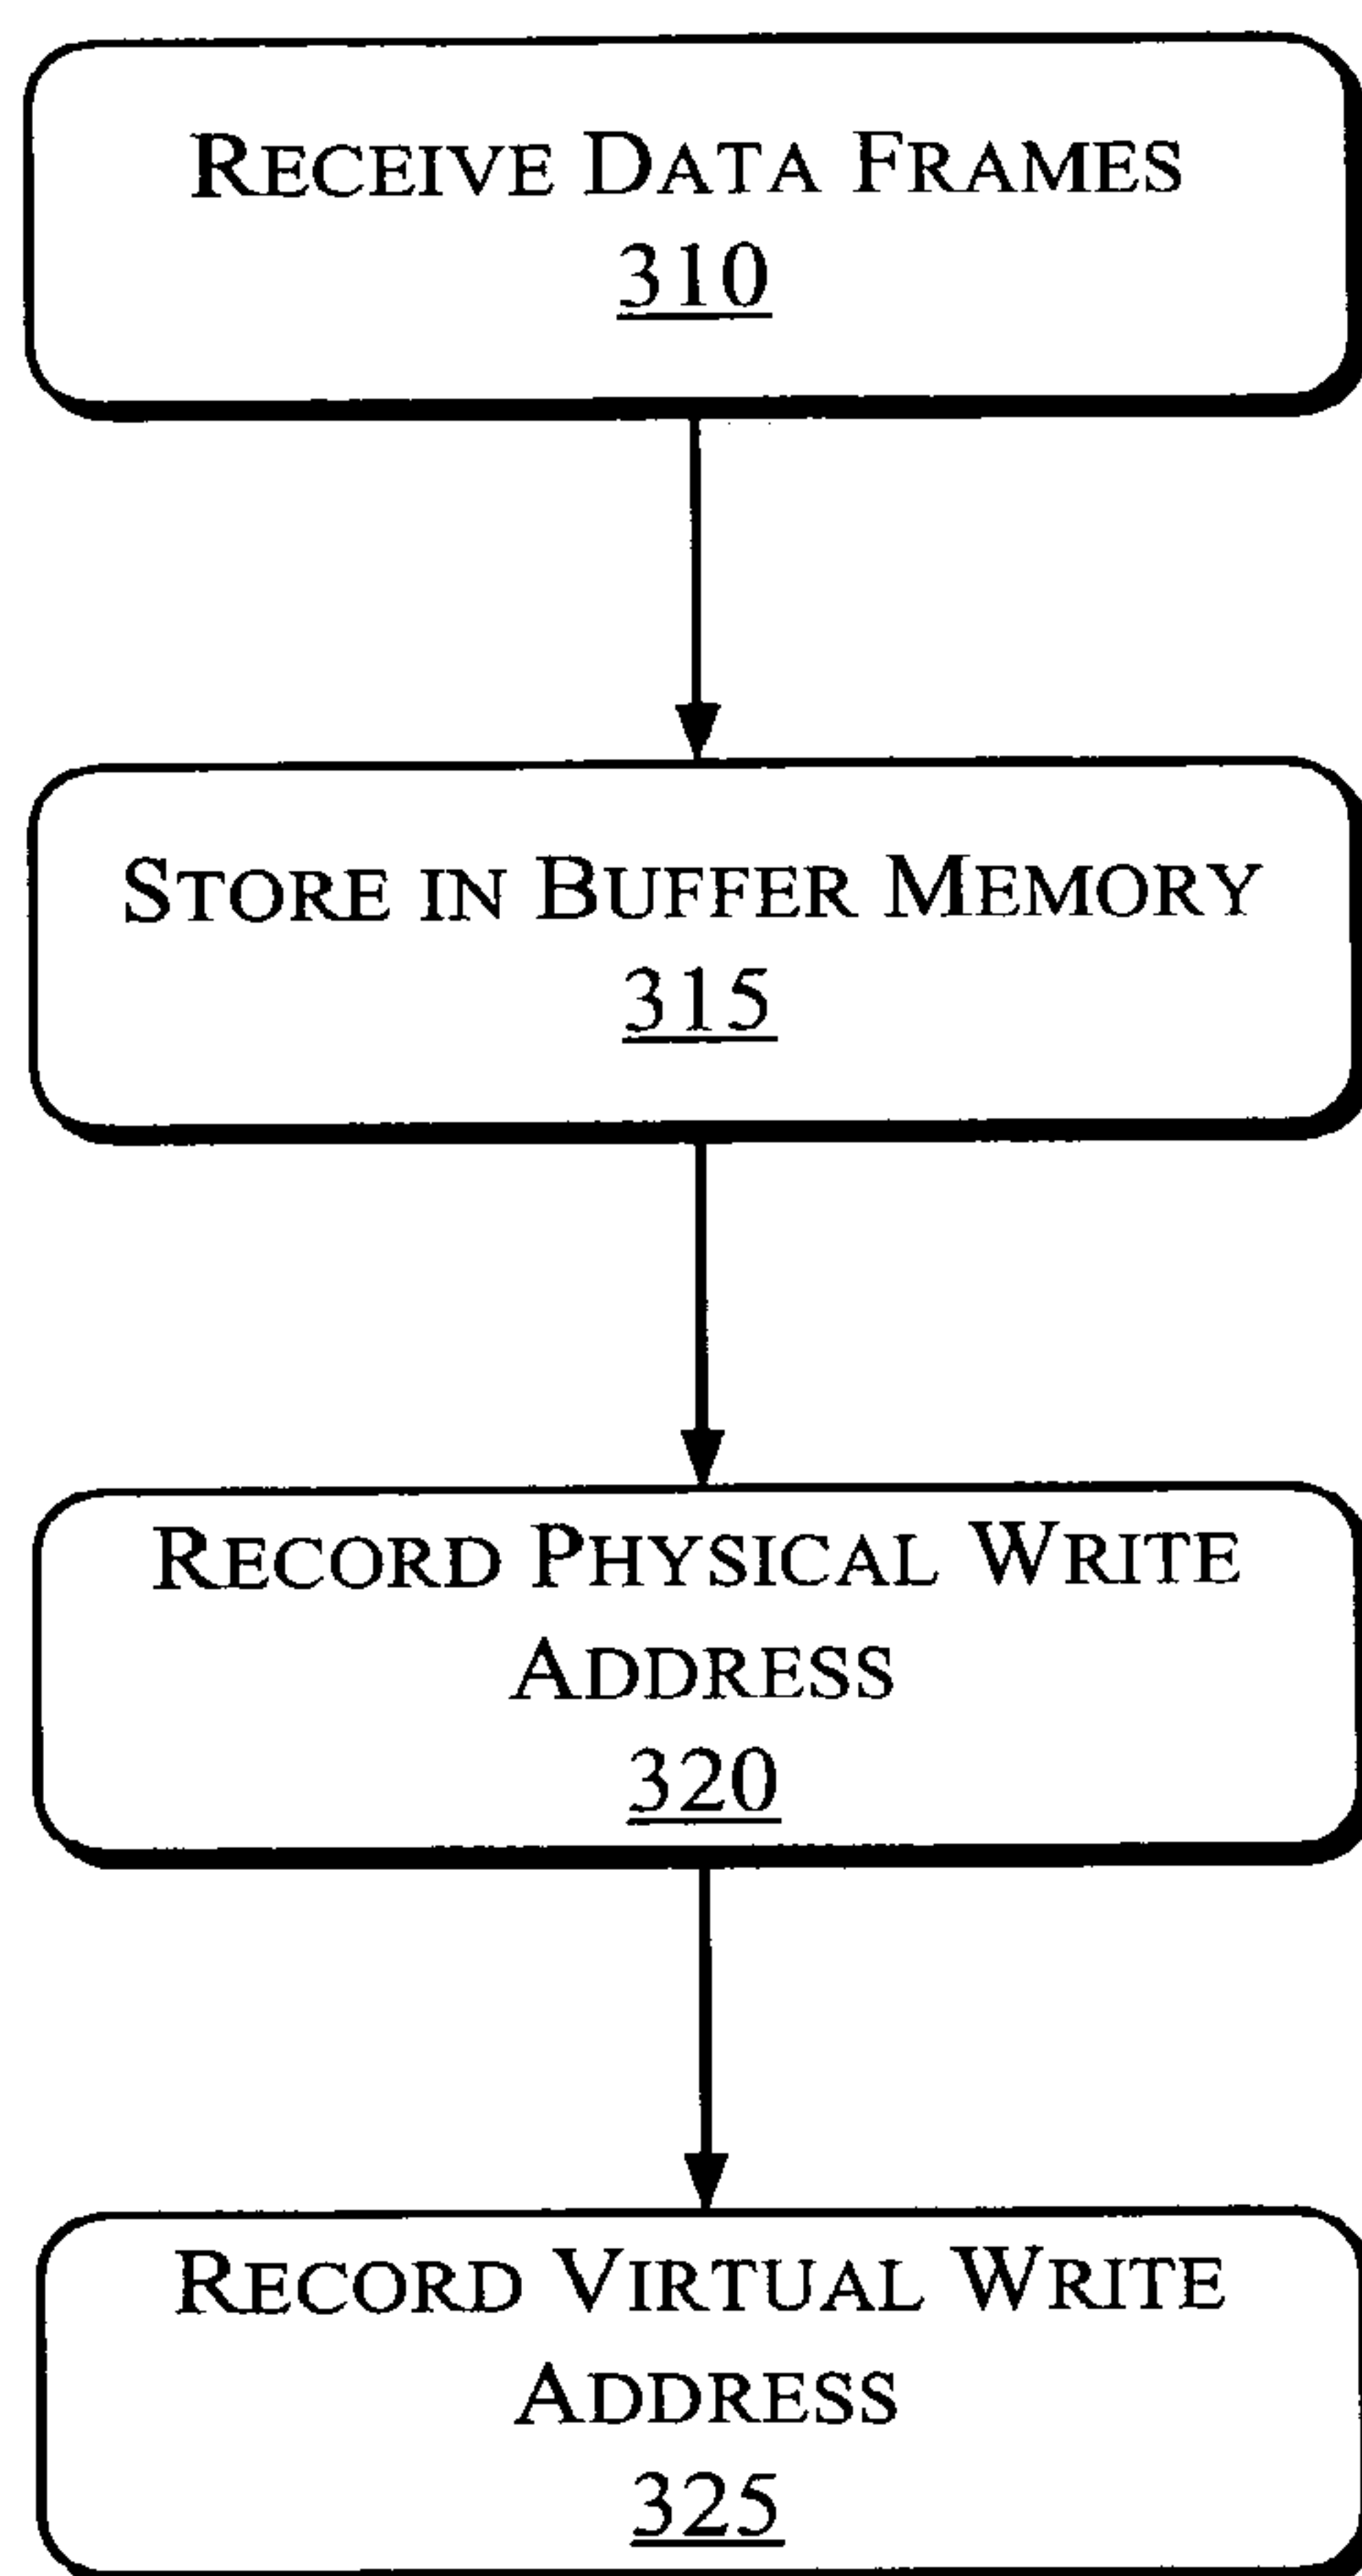 RECEIVE DATA FRAMES
310
STORE IN BUFFER MEMORY
315
RECORD PHYSICAL WRITE
ADDRESS
320
RECORD VIRTUAL WRITE
ADDRESS
325